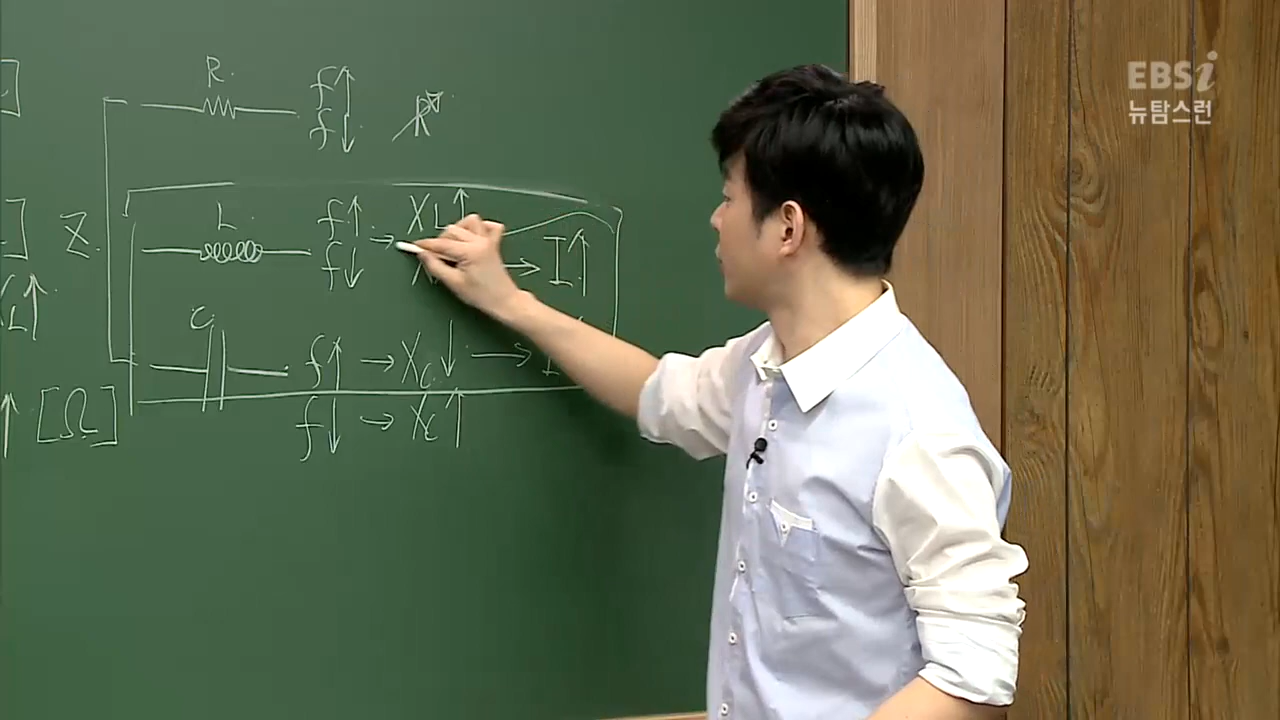 EBSi
뉴탐스런
R.
f↑
f↓
R
L
f↑
f↓ → XL↑
→ I↑
Z
L↑
C
f↑ → Xc↓ → I
f↓ → Xc↑
↑ [Ω]